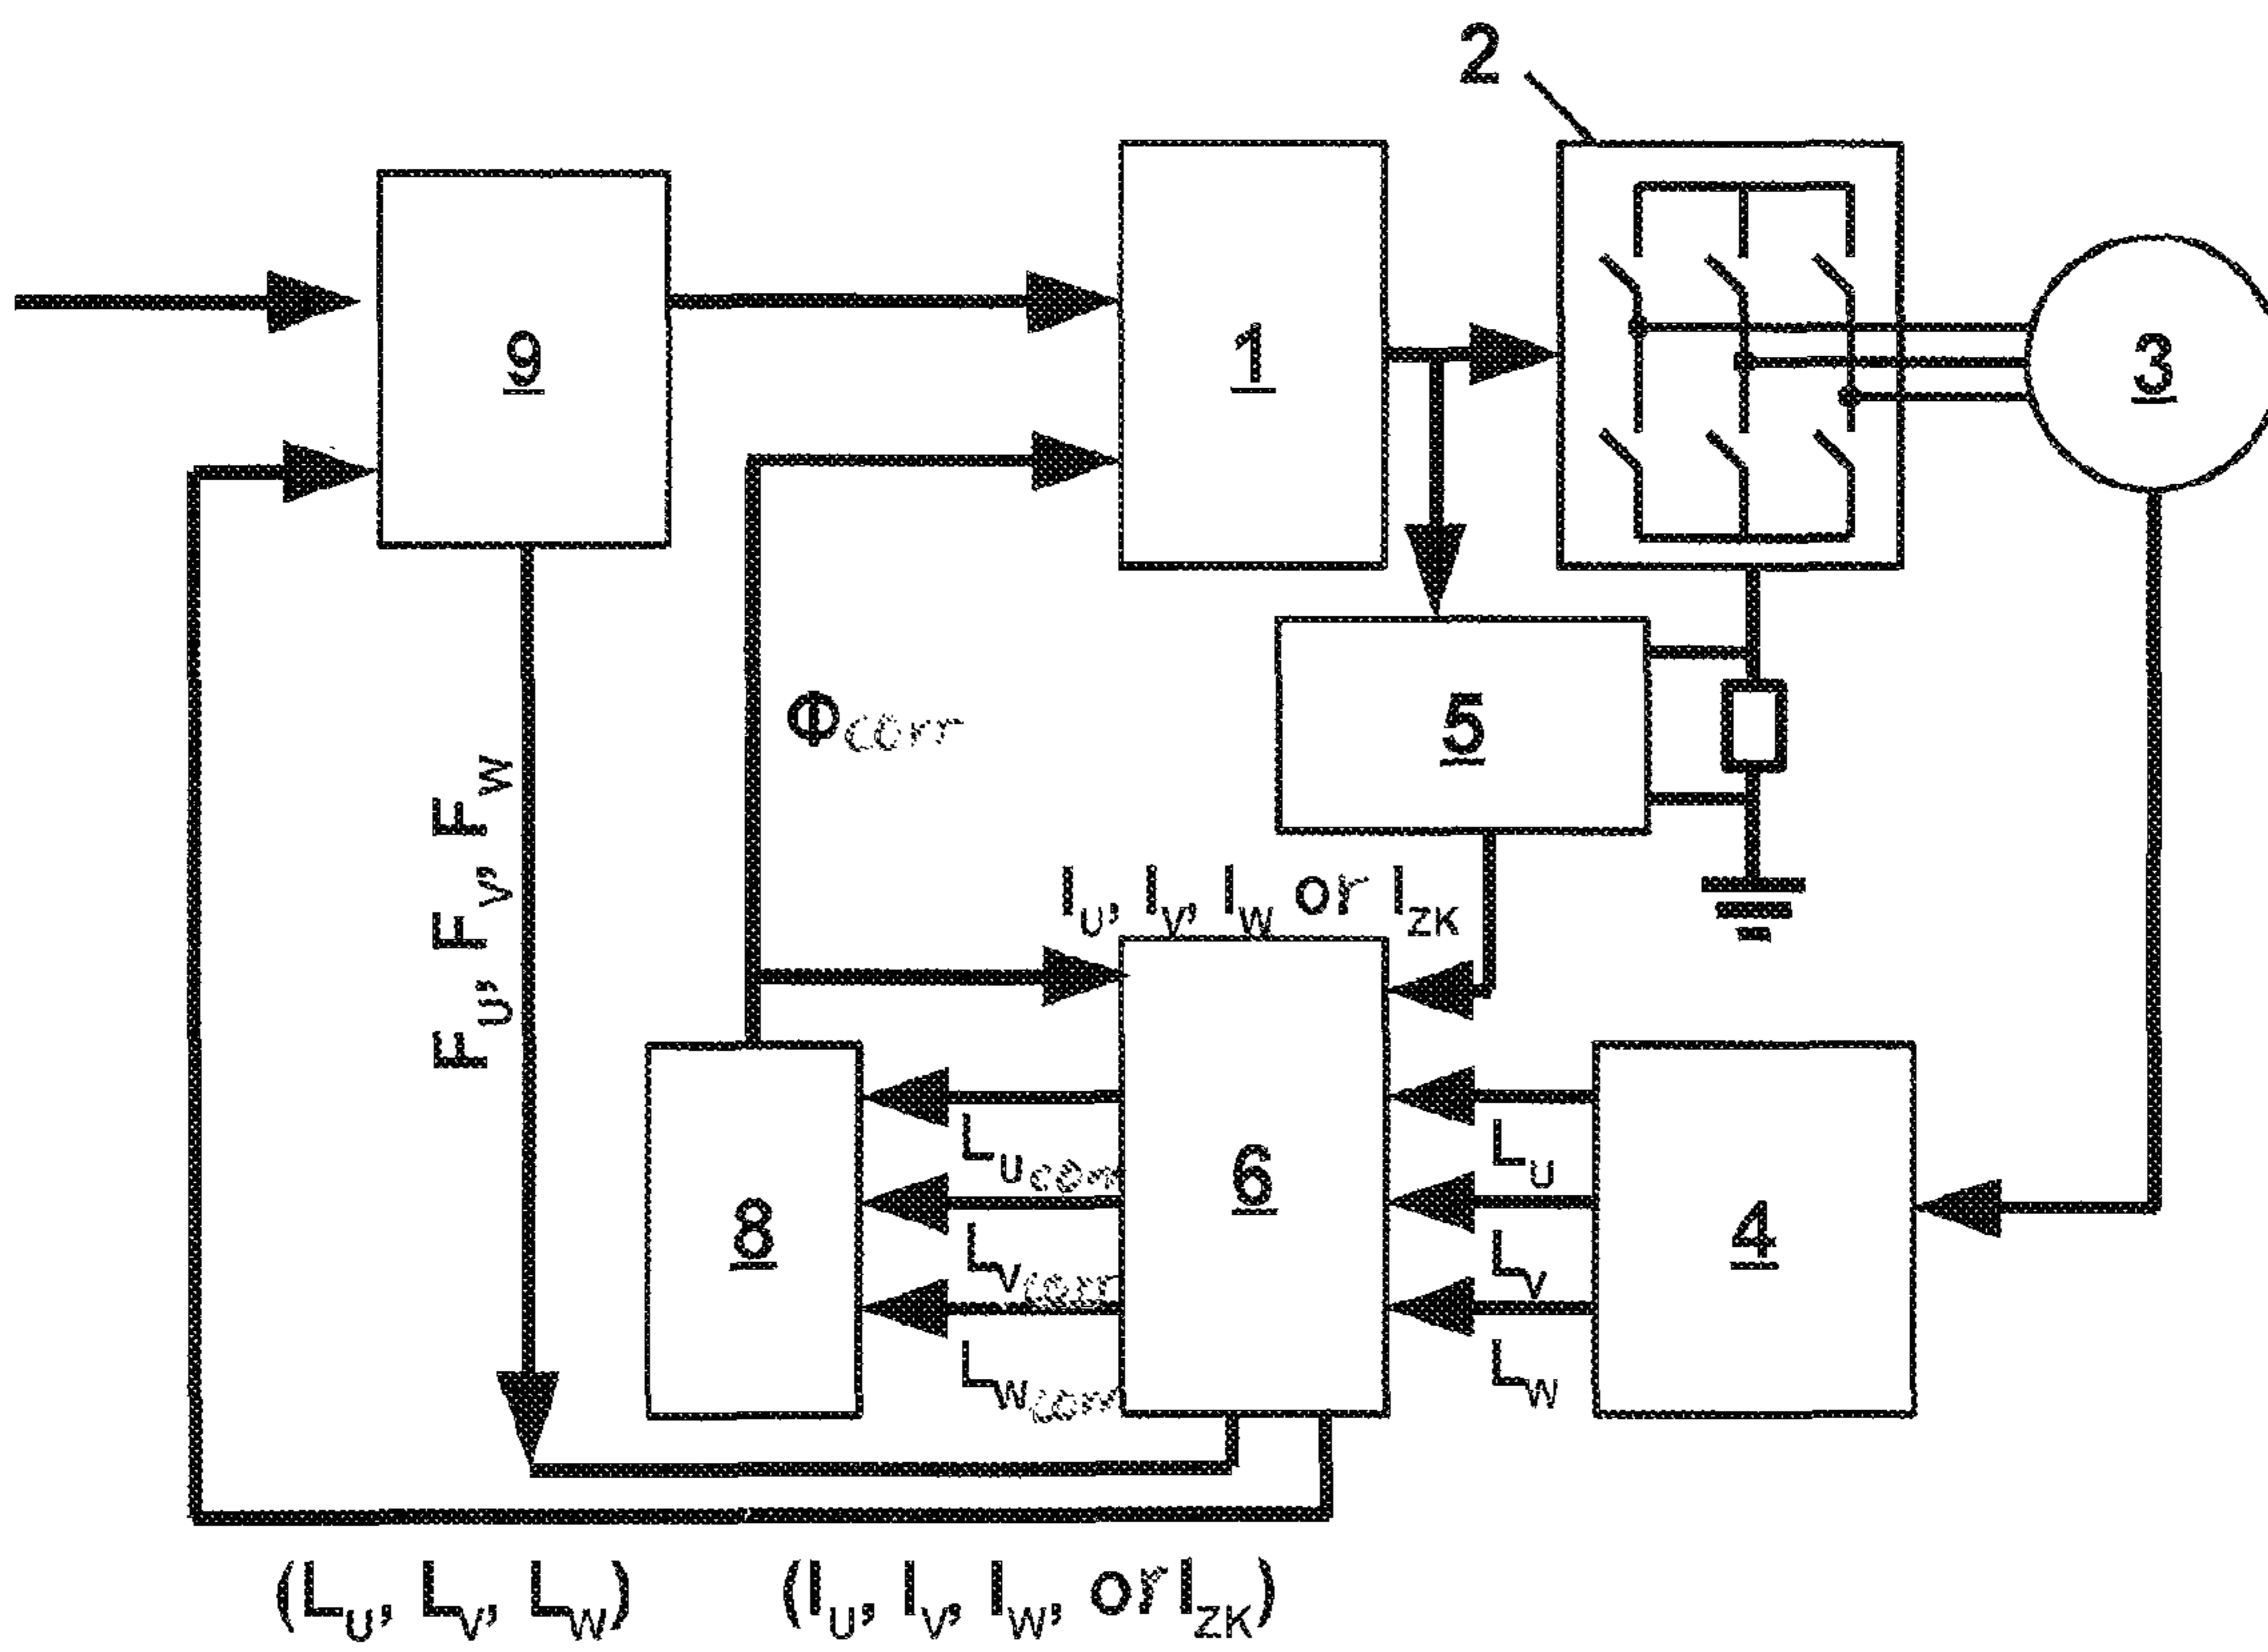 2
9
1
3
5
Φcorr
FU, FV, FW
IU, IV, IW or IZK
LUcorr
LU
6
8
4
LVcorr
LV
LWcorr
LW
(LU, LV, LW) (IU, IV, IW, or IZK)